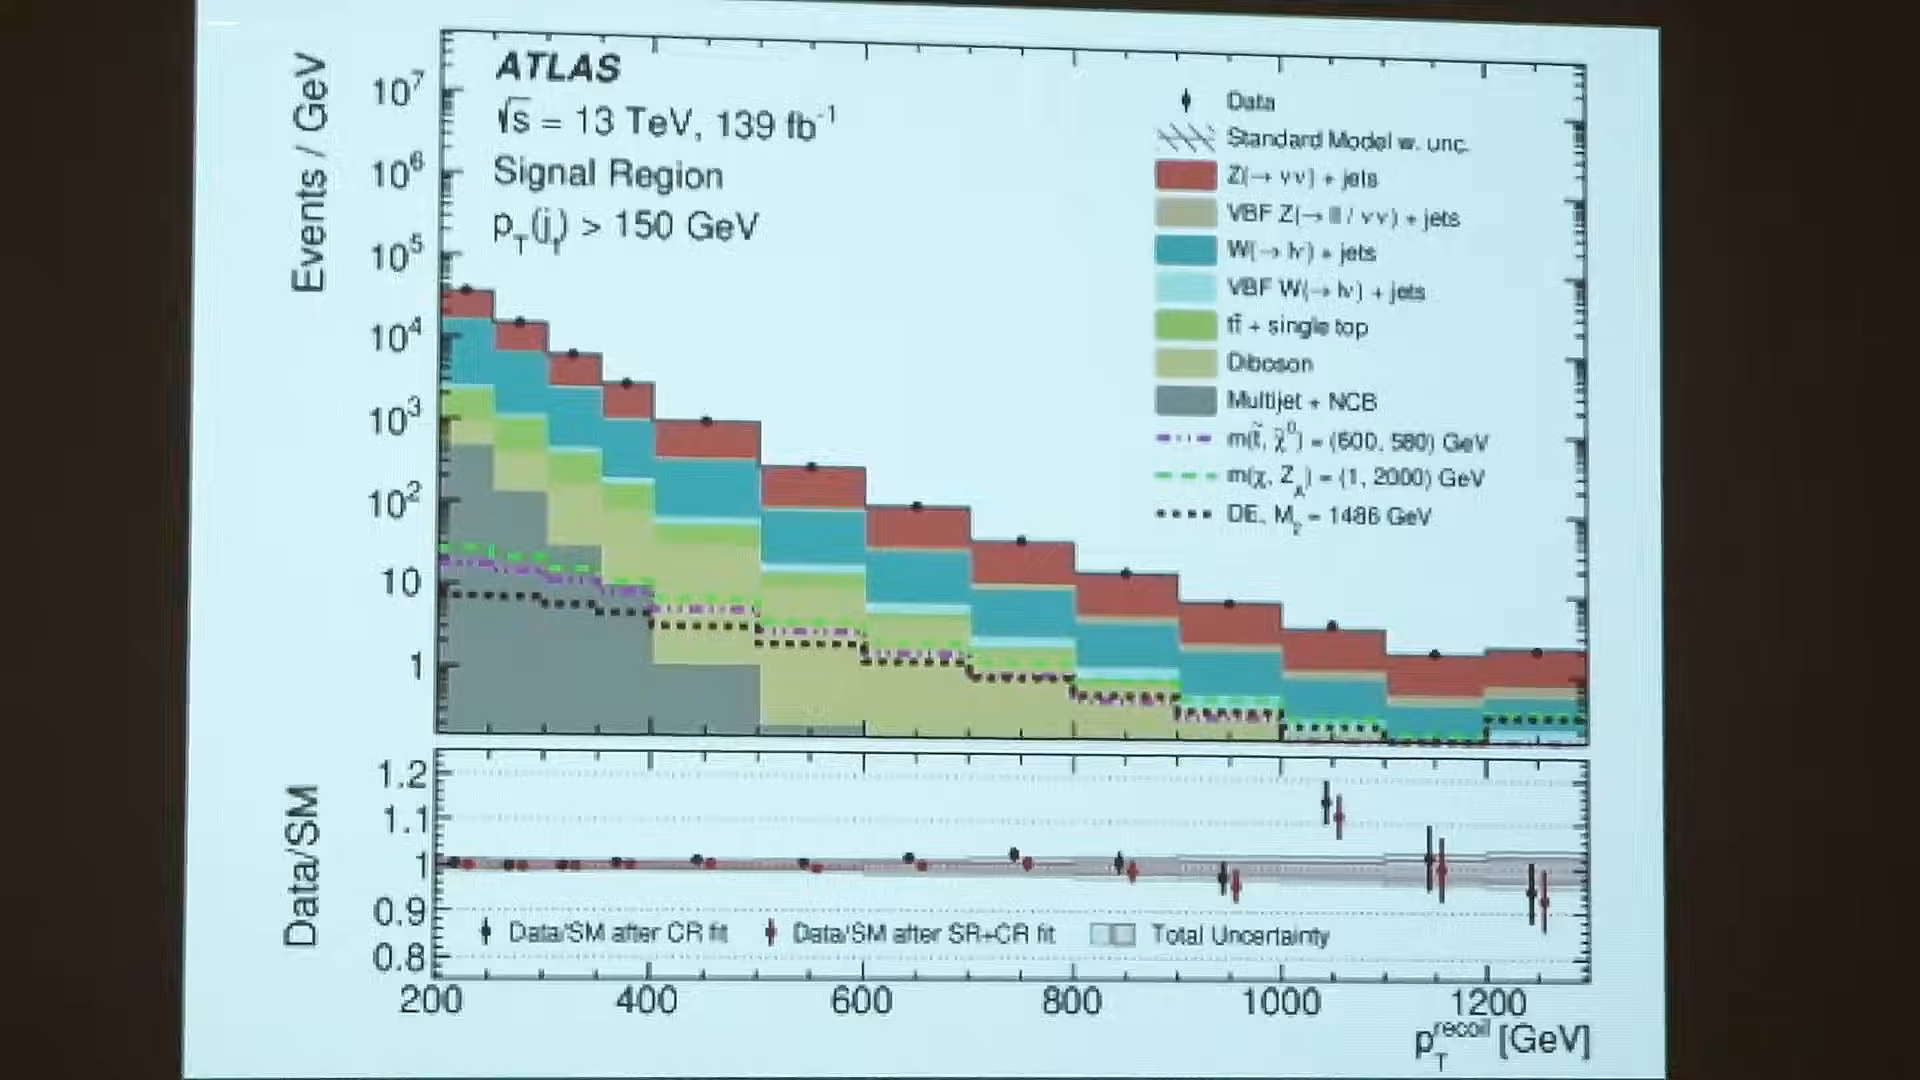 ATLAS
√s = 13 TeV, 139 fb⁻¹
Signal Region
p_T(j_1) > 150 GeV
Events / GeV
10⁷
10⁶
10⁵
10⁴
10³
10²
10
1
Data
Standard Model w. unc.
Z(→ νν) + jets
VBF Z(→ ll / νν) + jets
W(→ lν) + jets
VBF W(→ lν) + jets
tt̄ + single top
Diboson
Multijet + NCB
m(t̃, χ̃⁰) = (600, 580) GeV
m(χ, Z_A) = (1, 2000) GeV
DE, M₂ = 1486 GeV
Data/SM
1.2
1.1
1
0.9
0.8
Data/SM after CR fit
Data/SM after SR+CR fit
Total Uncertainty
200 400 600 800 1000 1200
p_T^recoil [GeV]